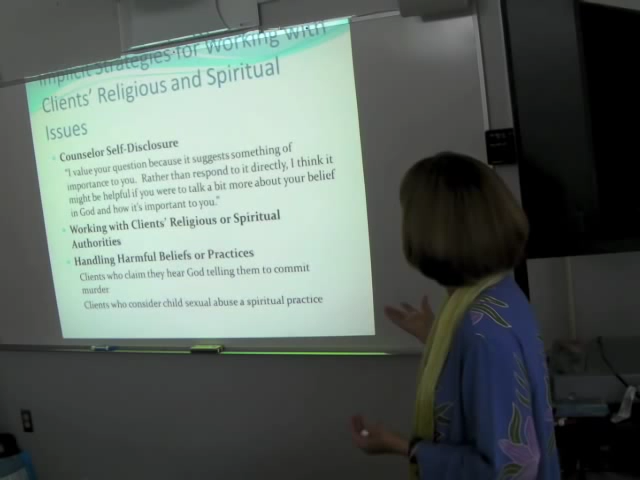 Implicit Strategies for Working with
Clients' Religious and Spiritual
Issues
Counselor Self-Disclosure
"I value your question because it suggests something of
importance to you. Rather than respond to it directly, I think it
might be helpful if you were to talk a bit more about your belief
in God and how it's important to you."
Working with Clients' Religious or Spiritual
Authorities
Handling Harmful Beliefs or Practices
Clients who claim they hear God telling them to commit
murder
Clients who consider child sexual abuse a spiritual practice